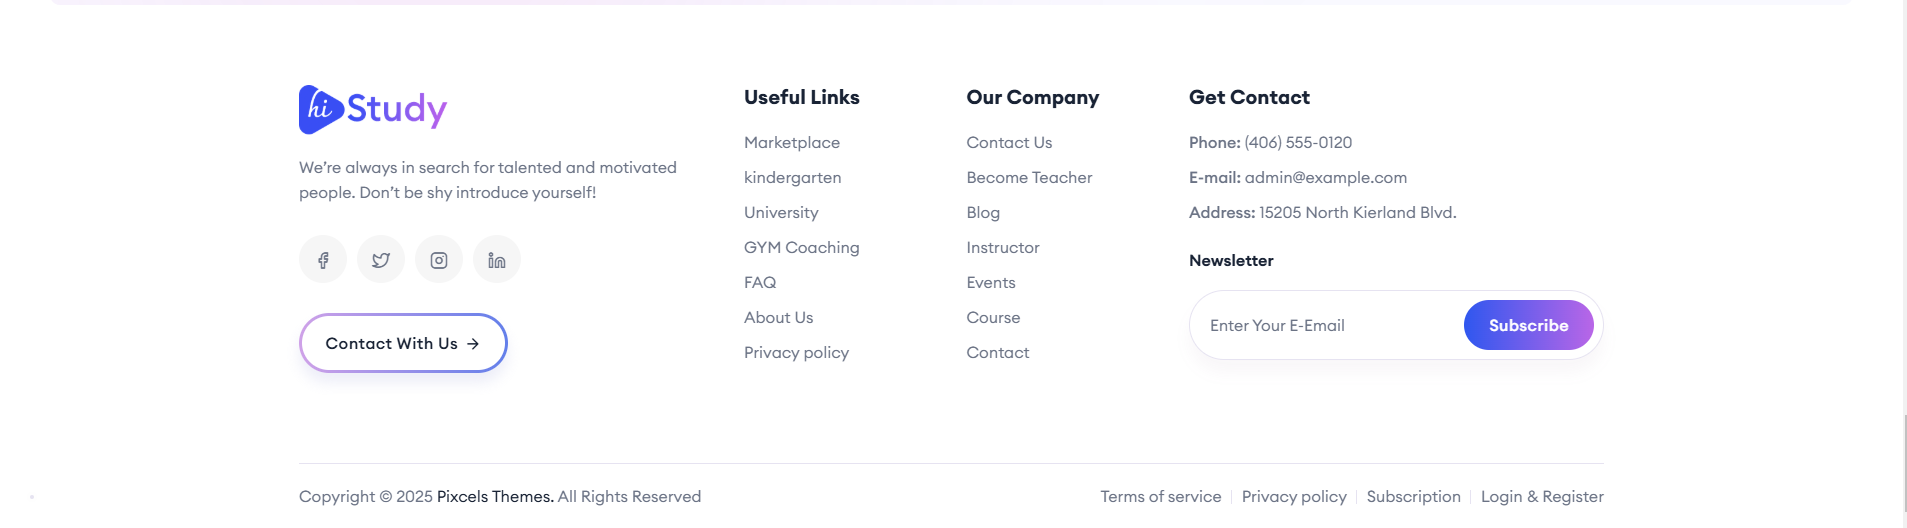 hi Study
We’re always in search for talented and motivated
people. Don’t be shy introduce yourself!
Contact With Us →
Useful Links
Marketplace
kindergarten
University
GYM Coaching
FAQ
About Us
Privacy policy
Our Company
Contact Us
Become Teacher
Blog
Instructor
Events
Course
Contact
Get Contact
Phone: (406) 555-0120
E-mail: admin@example.com
Address: 15205 North Kierland Blvd.
Newsletter
Enter Your E-Mail Subscribe
Copyright © 2025 Pixcels Themes. All Rights Reserved
Terms of service Privacy policy Subscription Login & Register